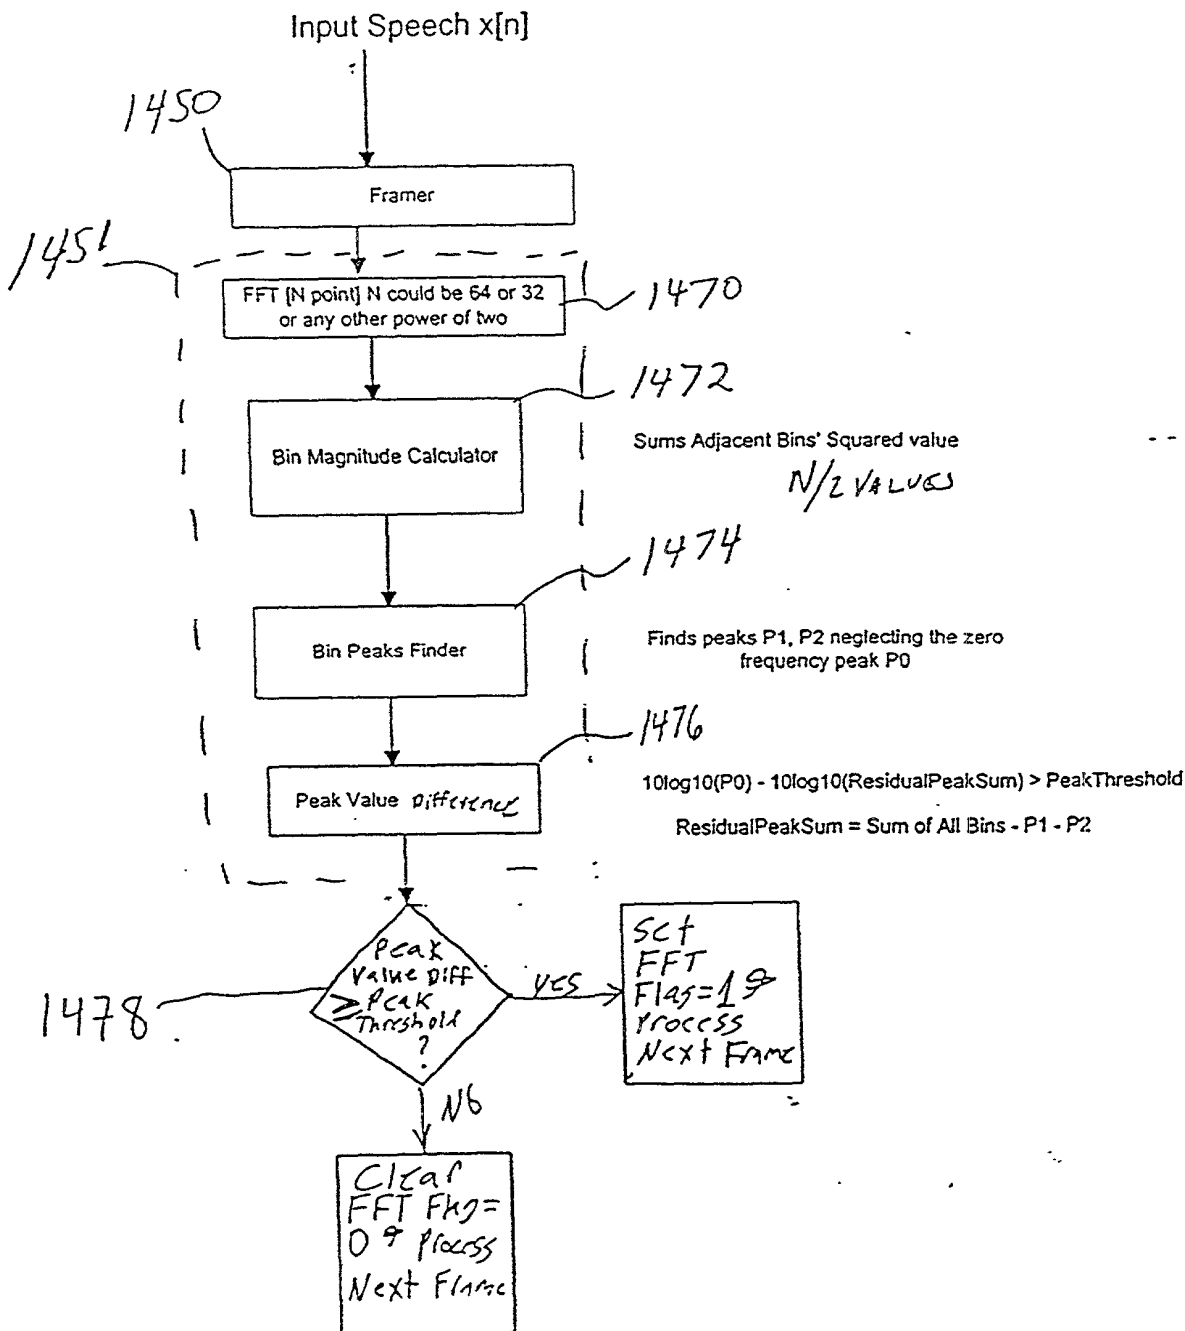 Input Speech x[n]
1450
Framer
1451
FFT [N point] N could be 64 or 32
or any other power of two
1470
1472
Bin Magnitude Calculator
Sums Adjacent Bins' Squared value
N/2 VALUES
1474
Bin Peaks Finder
Finds peaks P1, P2 neglecting the zero
frequency peak P0
1476
Peak Value Difference
10log10(P0) - 10log10(ResidualPeakSum) > PeakThreshold
ResidualPeakSum = Sum of All Bins - P1 - P2
Peak
Value Diff
≥ Peak
Threshold
?
1478
YES
Set
FFT
Flag=1 &
Process
Next Frame
No
Clear
FFT Flag=
0 & Process
Next Frame